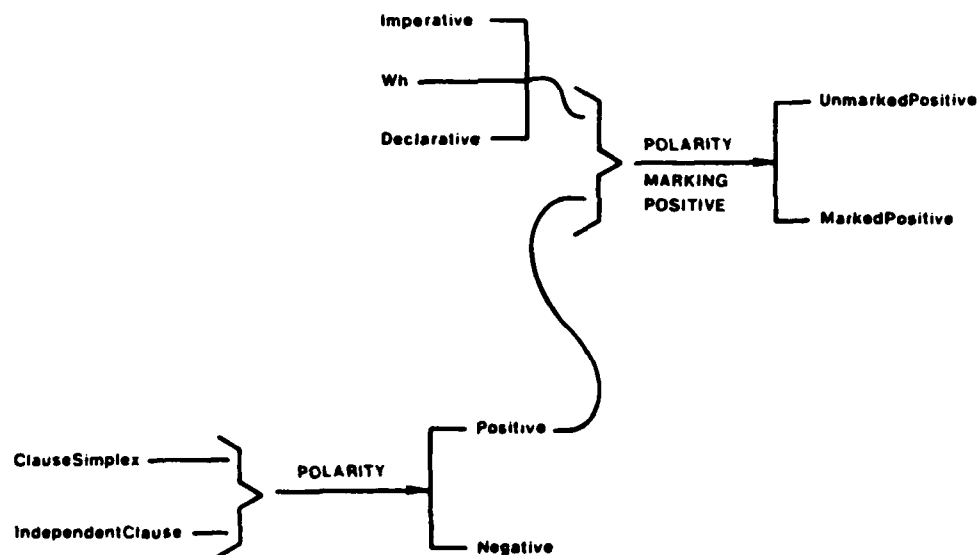 Imperative
Wh
Declarative
POLARITY
MARKING
POSITIVE
UnmarkedPositive
MarkedPositive
ClauseSimplex
IndependentClause
POLARITY
Positive
Negative